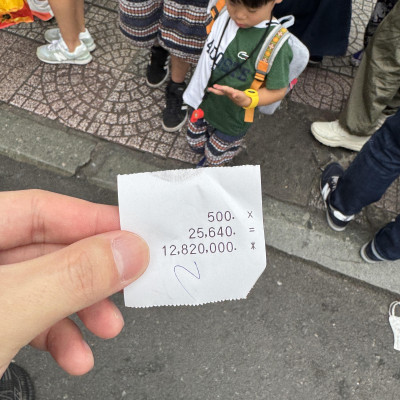 500. ×
25,640. =
12,820,000. *